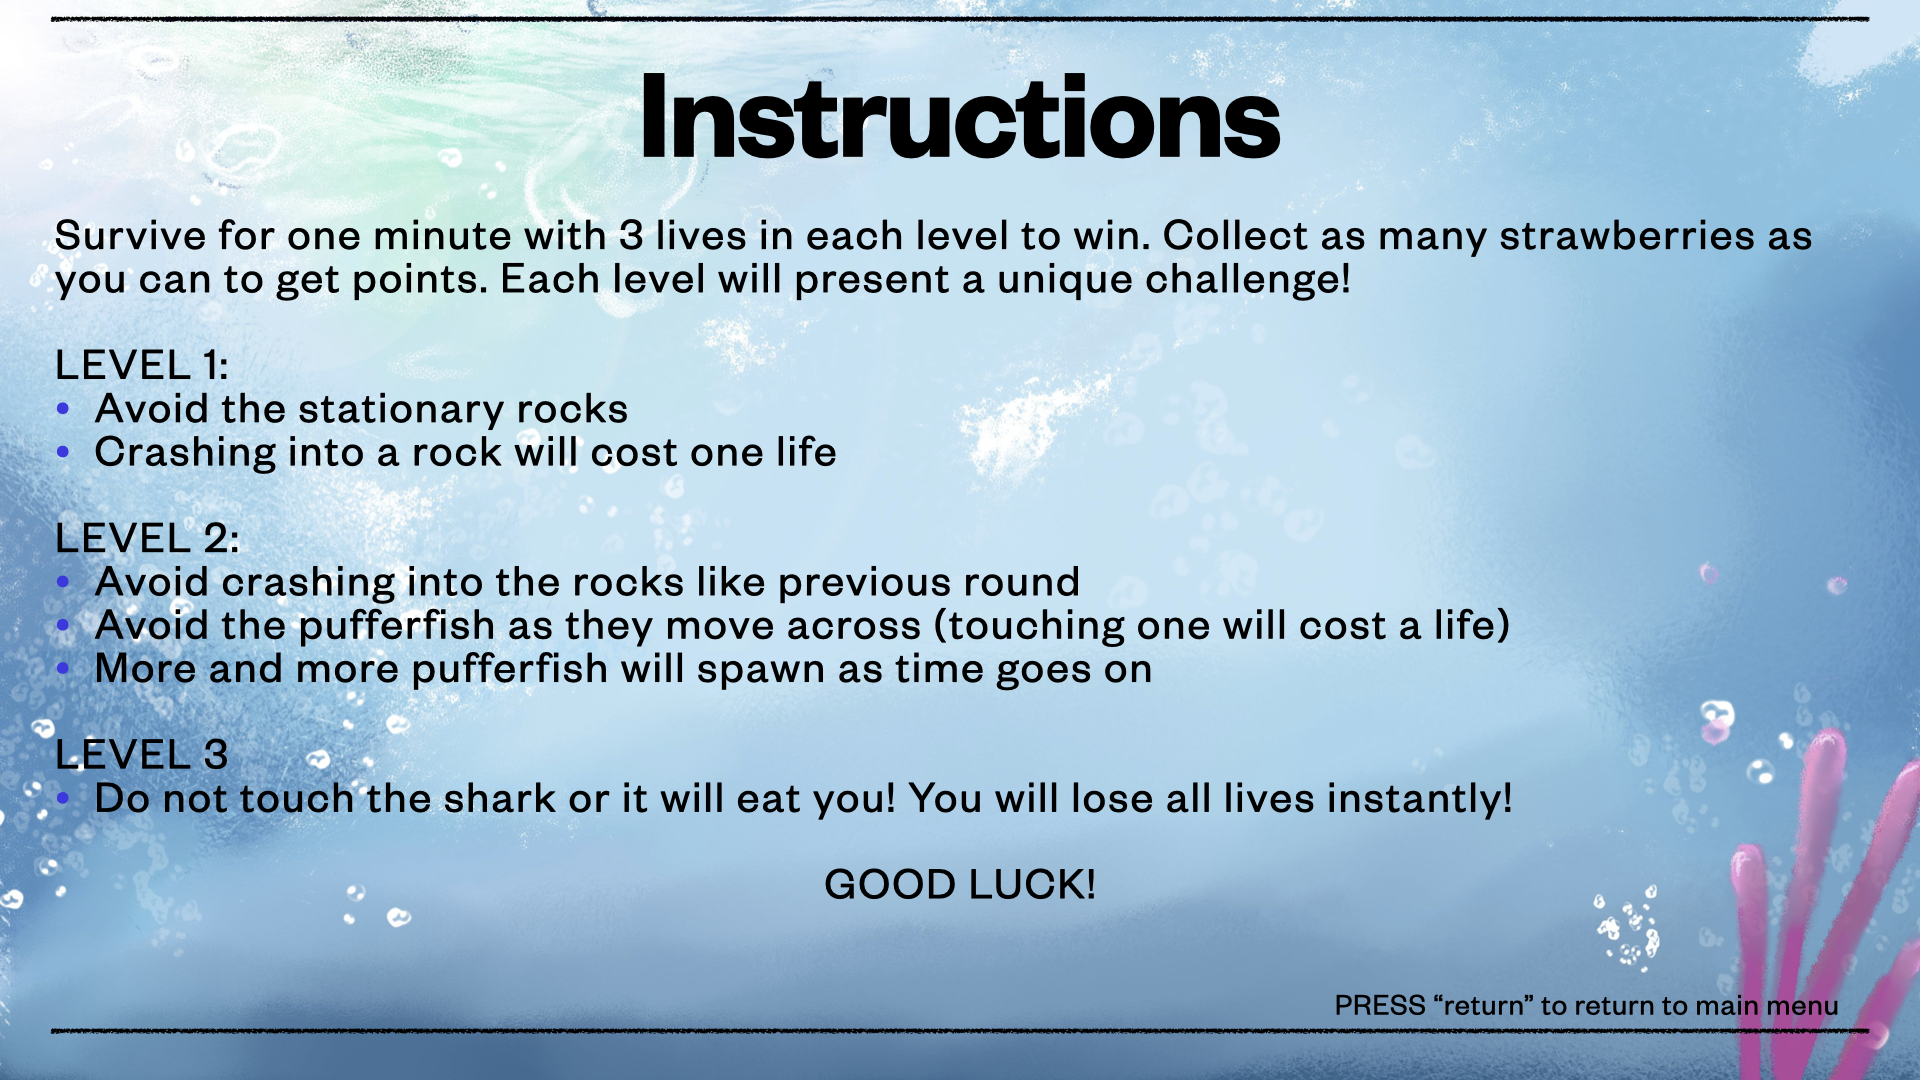 Instructions
Survive for one minute with 3 lives in each level to win. Collect as many strawberries as
you can to get points. Each level will present a unique challenge!
LEVEL 1:
• Avoid the stationary rocks
• Crashing into a rock will cost one life
LEVEL 2:
• Avoid crashing into the rocks like previous round
• Avoid the pufferfish as they move across (touching one will cost a life)
• More and more pufferfish will spawn as time goes on
LEVEL 3
• Do not touch the shark or it will eat you! You will lose all lives instantly!
GOOD LUCK!
PRESS “return” to return to main menu